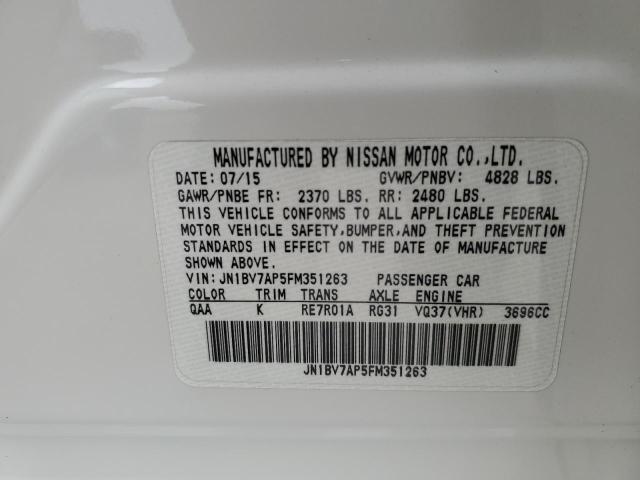 MANUFACTURED BY NISSAN MOTOR CO.,LTD.
DATE: 07/15 GVWR/PNBV: 4828 LBS.
GAWR/PNBE FR: 2370 LBS. RR: 2480 LBS.
THIS VEHICLE CONFORMS TO ALL APPLICABLE FEDERAL
MOTOR VEHICLE SAFETY,BUMPER,AND THEFT PREVENTION
STANDARDS IN EFFECT ON THE DATE OF MANUFACTURE
SHOWN ABOVE.
VIN: JN1BV7AP5FM351263 PASSENGER CAR
COLOR TRIM TRANS AXLE ENGINE
QAA K RE7R01A RG31 VQ37(VHR) 3696CC
JN1BV7AP5FM351263